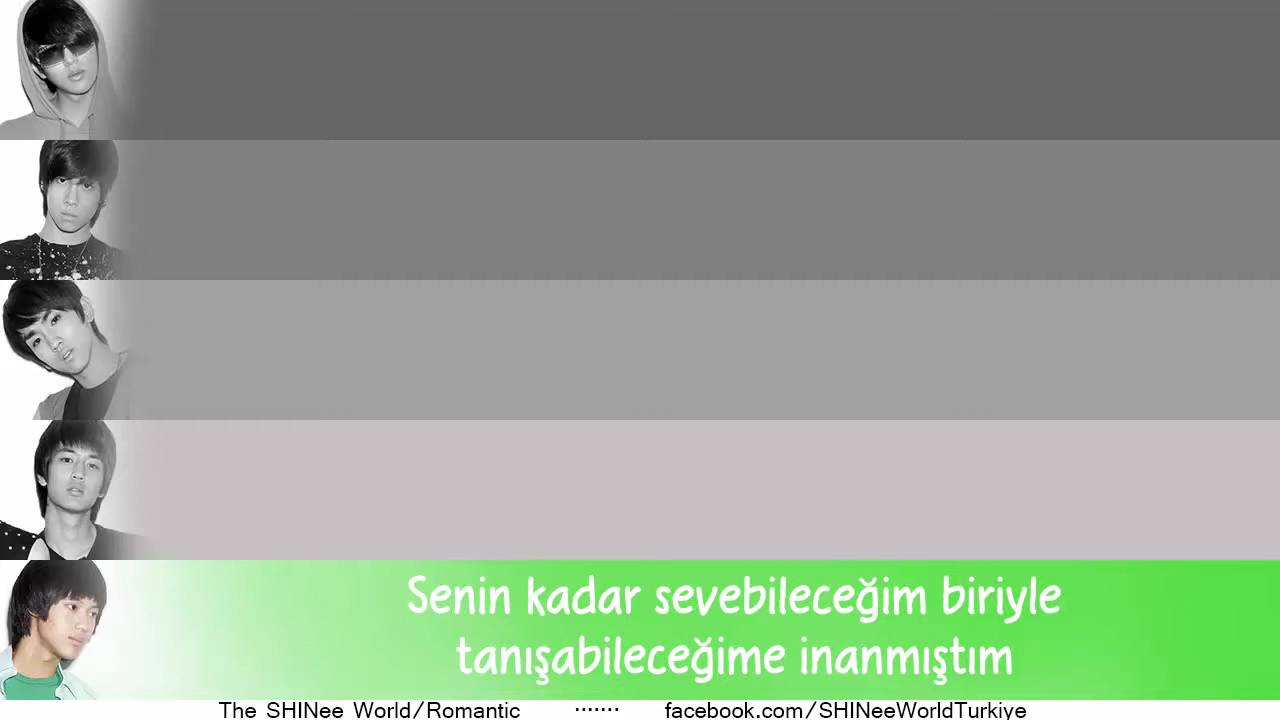 Senin kadar sevebileceğim biriyle
tanışabileceğime inanmıştım
The SHINee World/Romantic ....... facebook.com/SHINeeWorldTurkiye